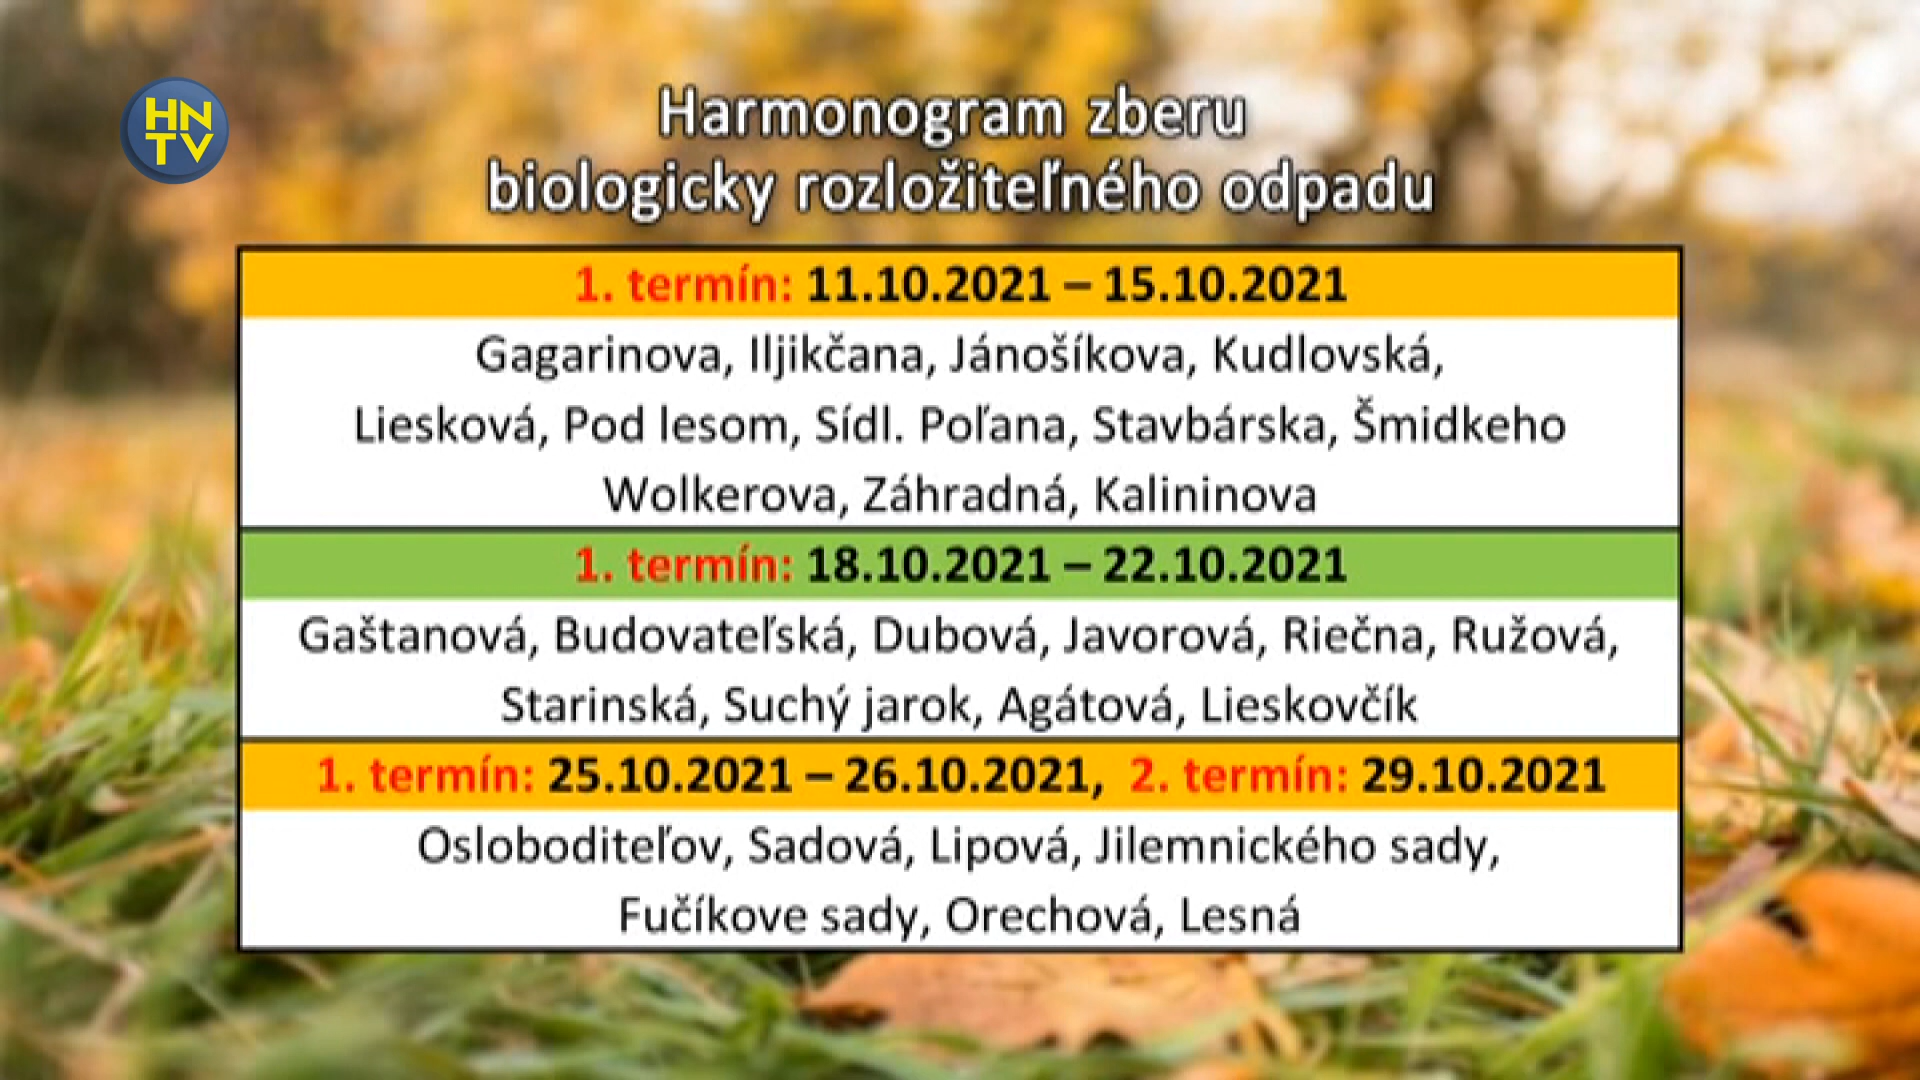 HN
TV
Harmonogram zberu
biologicky rozložiteľného odpadu
1. termín: 11.10.2021 – 15.10.2021
Gagarinova, Iljikčana, Jánošíkova, Kudlovská,
Liesková, Pod lesom, Sídl. Poľana, Stavbárska, Šmidkeho
Wolkerova, Záhradná, Kalininova
1. termín: 18.10.2021 – 22.10.2021
Gaštanová, Budovateľská, Dubová, Javorová, Riečna, Ružová,
Starinská, Suchý jarok, Agátová, Lieskovčík
1. termín: 25.10.2021 – 26.10.2021, 2. termín: 29.10.2021
Osloboditeľov, Sadová, Lipová, Jilemnického sady,
Fučíkove sady, Orechová, Lesná